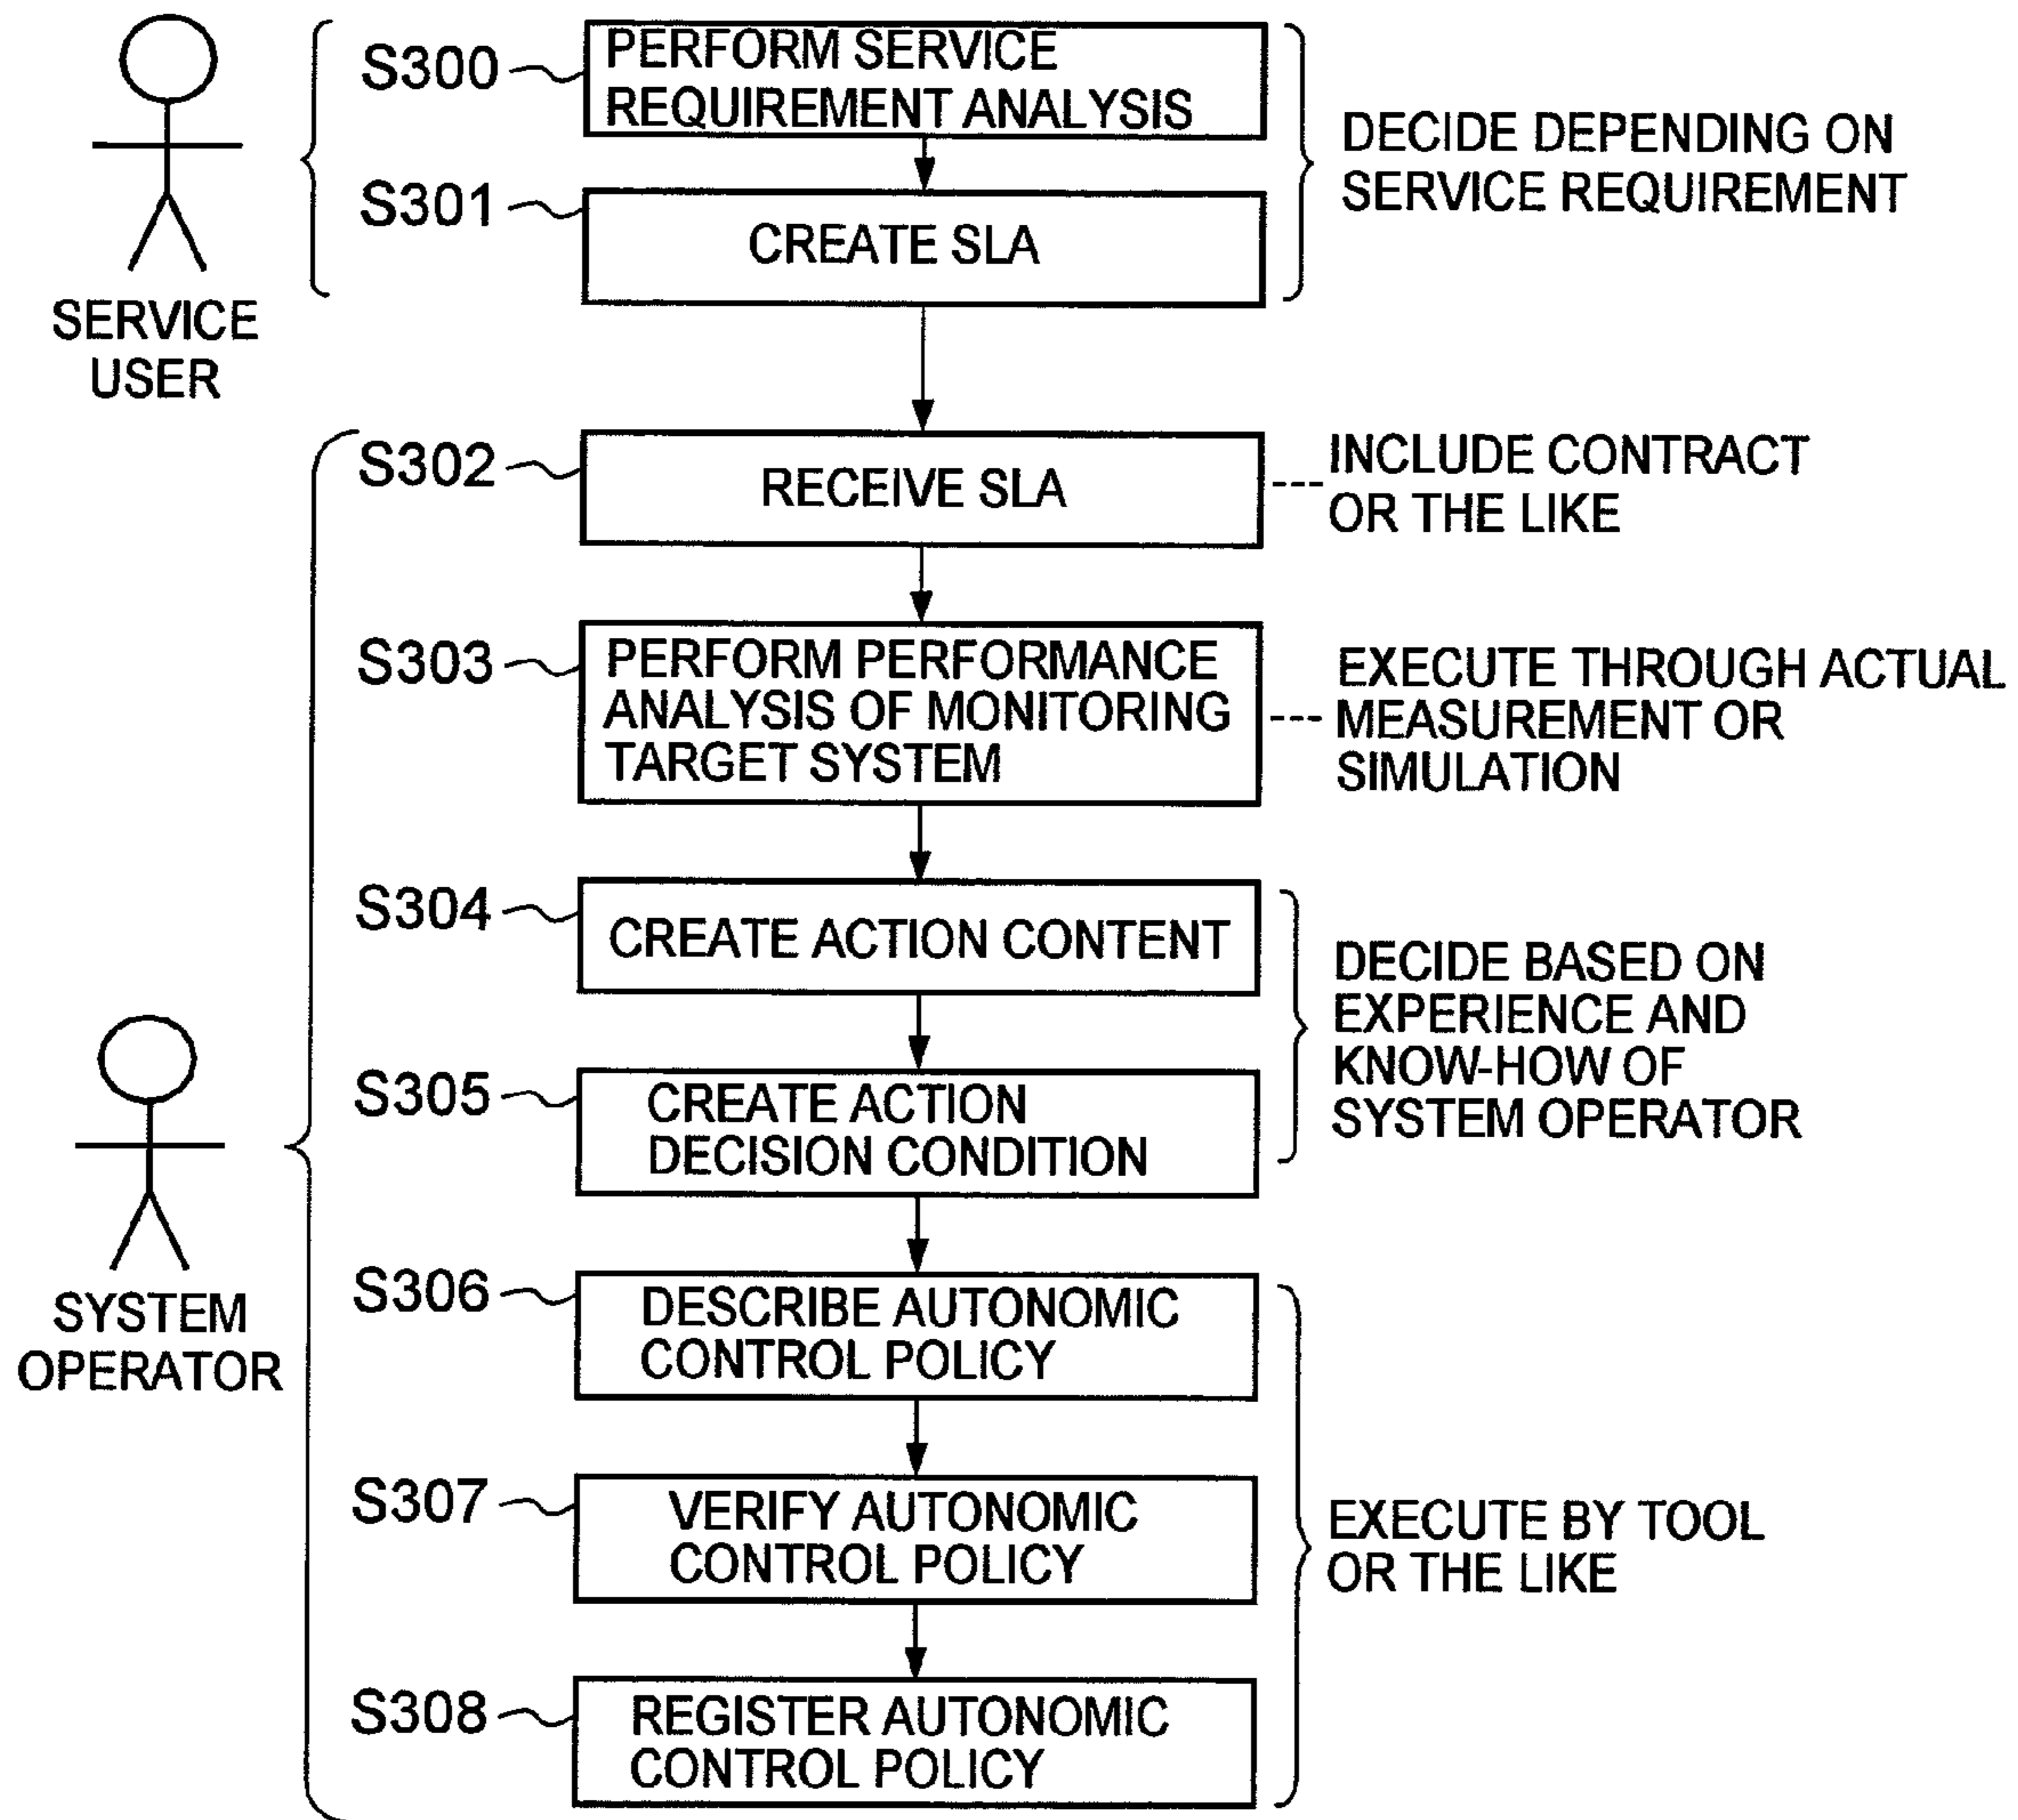 S300
PERFORM SERVICE
REQUIREMENT ANALYSIS
DECIDE DEPENDING ON
SERVICE REQUIREMENT
S301
CREATE SLA
SERVICE
USER
S302
RECEIVE SLA
INCLUDE CONTRACT
OR THE LIKE
S303
PERFORM PERFORMANCE
ANALYSIS OF MONITORING
TARGET SYSTEM
EXECUTE THROUGH ACTUAL
MEASUREMENT OR
SIMULATION
S304
CREATE ACTION CONTENT
DECIDE BASED ON
EXPERIENCE AND
KNOW-HOW OF
SYSTEM OPERATOR
S305
CREATE ACTION
DECISION CONDITION
SYSTEM
OPERATOR
S306
DESCRIBE AUTONOMIC
CONTROL POLICY
S307
VERIFY AUTONOMIC
CONTROL POLICY
EXECUTE BY TOOL
OR THE LIKE
S308
REGISTER AUTONOMIC
CONTROL POLICY